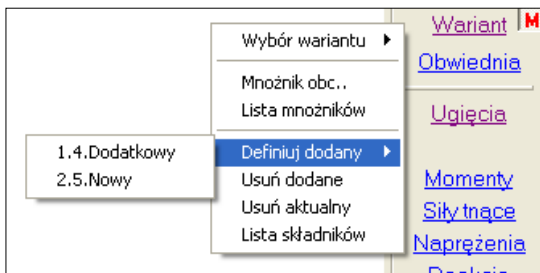 Wybór wariantu
Mnożnik obc..
Lista mnożników
Definiuj dodany
Usuń dodane
Usuń aktualny
Lista składników
1.4.Dodatkowy
2.5.Nowy
Wariant
M
Obwiednia
Ugięcia
Momenty
Siły tnące
Naprężenia